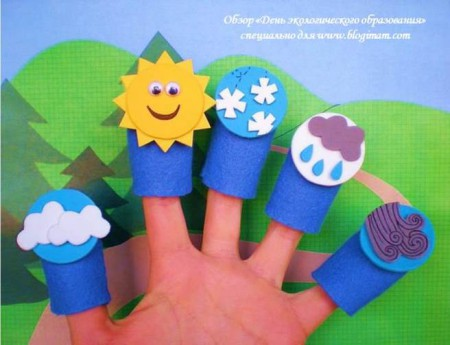 Обзор «День экологического образования»
специально для www.blogimam.com